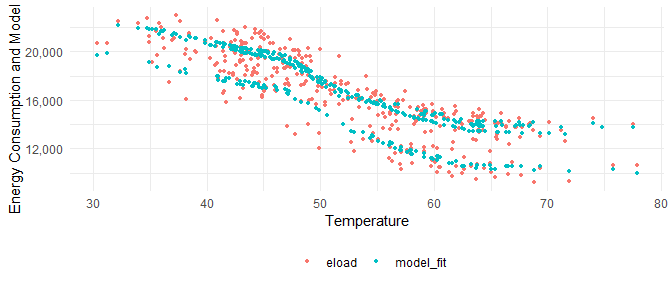 Energy Consumption and Model
20,000
16,000
12,000
30
40
50
60
70
80
Temperature
eload
model_fit